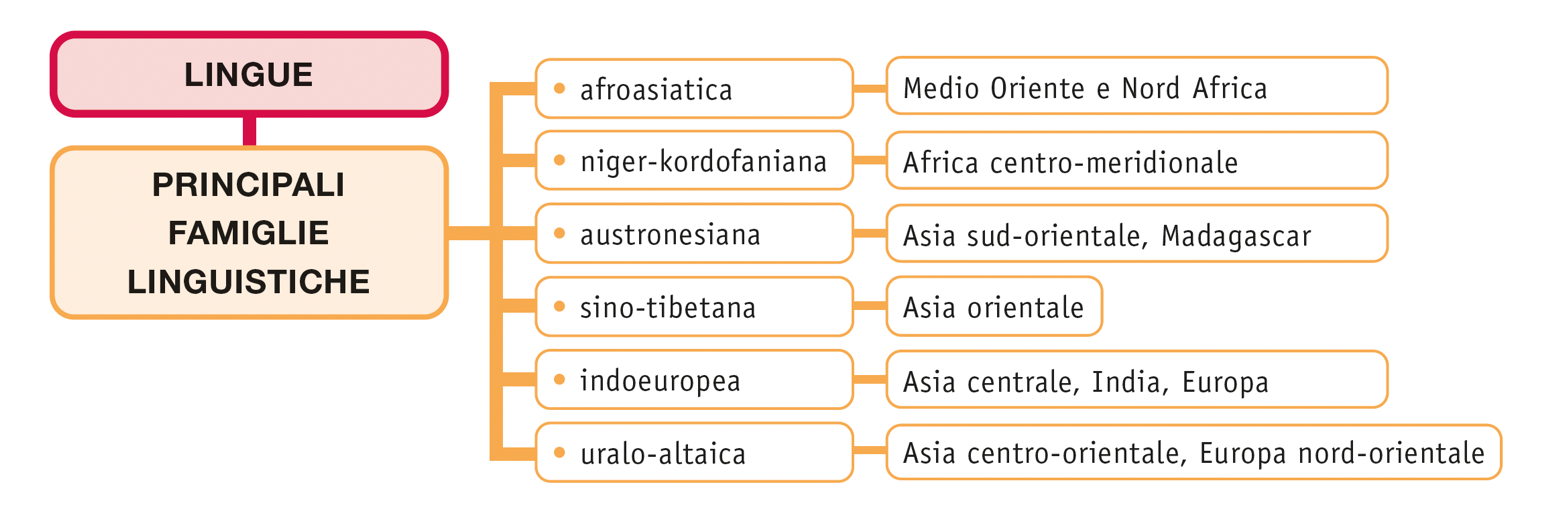 LINGUE
PRINCIPALI
FAMIGLIE
LINGUISTICHE
• afroasiatica
Medio Oriente e Nord Africa
• niger-kordofaniana
Africa centro-meridionale
• austronesiana
Asia sud-orientale, Madagascar
• sino-tibetana
Asia orientale
• indoeuropea
Asia centrale, India, Europa
• uralo-altaica
Asia centro-orientale, Europa nord-orientale